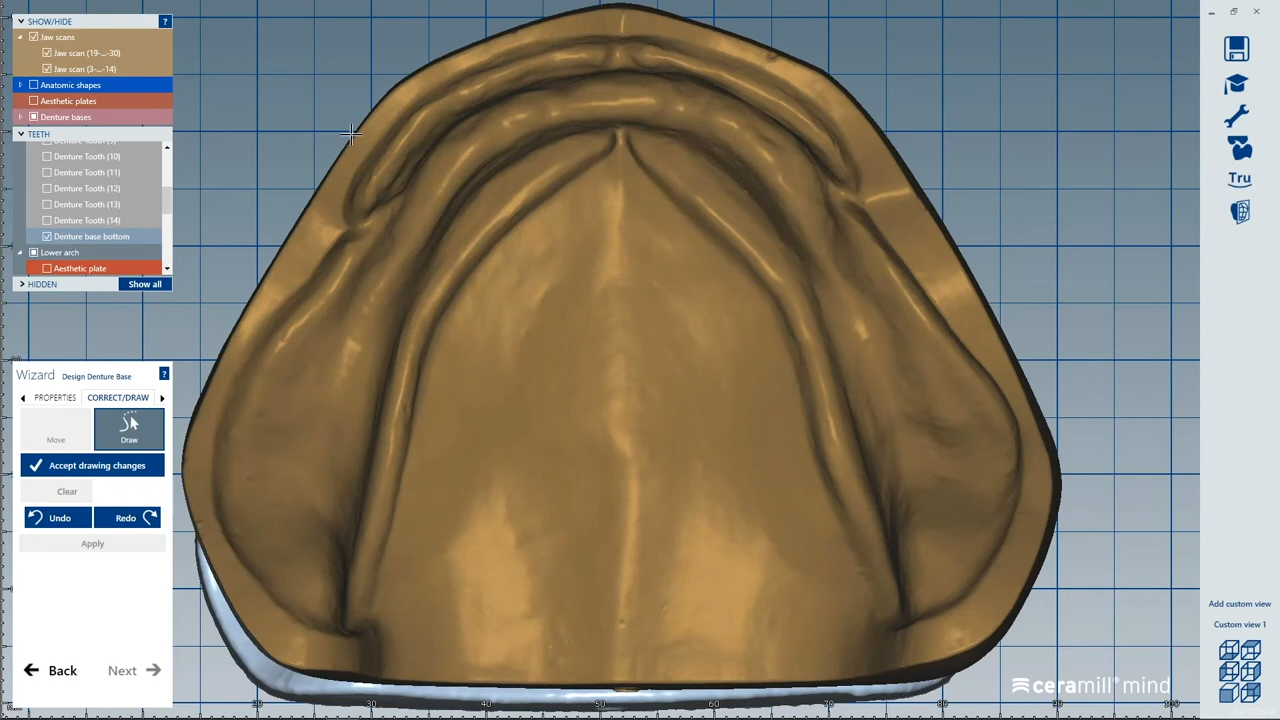 SHOW/HIDE ?
Jaw scans
Jaw scan (19-...-30)
Jaw scan (3-...-14)
Anatomic shapes
Aesthetic plates
Denture bases
TEETH
Denture Tooth (10)
Denture Tooth (11)
Denture Tooth (12)
Denture Tooth (13)
Denture Tooth (14)
Denture base bottom
Lower arch
Aesthetic plate
HIDDEN Show all
Wizard Design Denture Base ?
PROPERTIES CORRECT/DRAW
Move Draw
Accept drawing changes
Clear
Undo Redo
Apply
Back Next
Tru
Add custom view
Custom view 1
ceramill mind
20 30 40 50 60 70 80 90 100